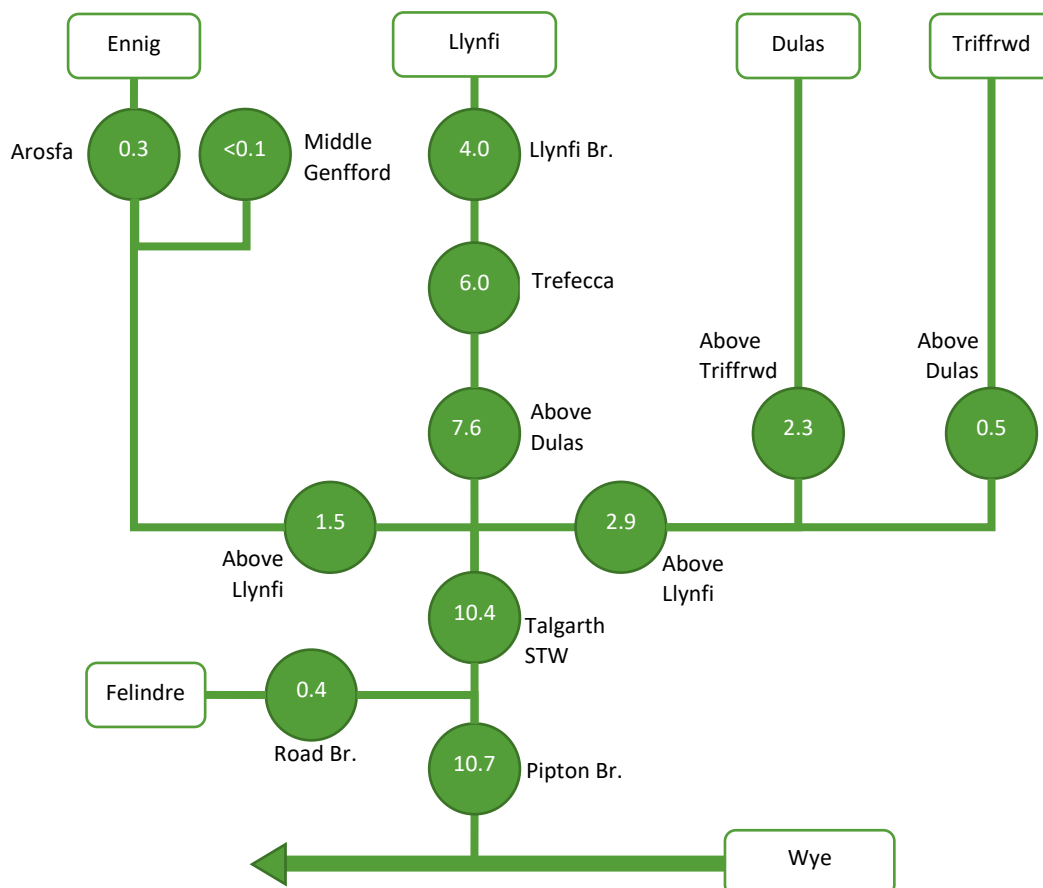 Ennig
Llynfi
Dulas
Triffrwd
Arosfa
0.3
<0.1
Middle
Genfford
4.0
Llynfi Br.
6.0
Trefecca
Above
Triffrwd
Above
Dulas
7.6
Above
Dulas
2.3
0.5
1.5
Above
Llynfi
2.9
Above
Llynfi
10.4
Talgarth
STW
Felindre
0.4
Road Br.
10.7
Pipton Br.
Wye